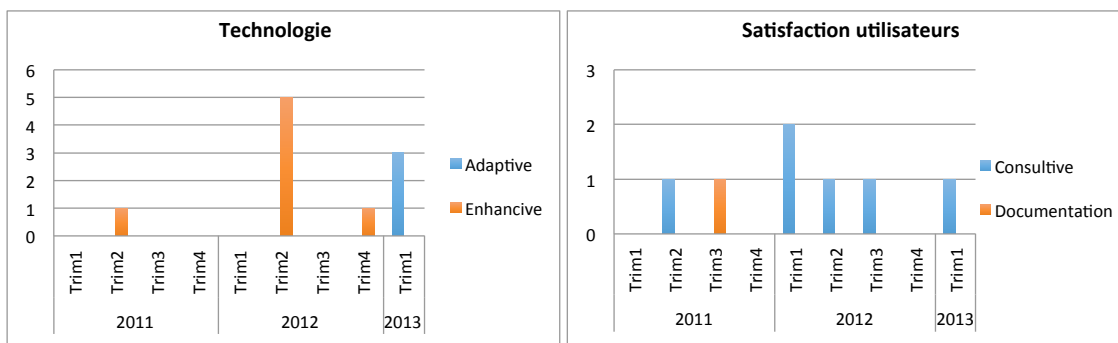 Technologie
6
5
4
3
2
1
0
Trim1
Trim2
Trim3
Trim4
Trim1
Trim2
Trim3
Trim4
Trim1
2011
2012
2013
Adaptive
Enhancive
Satisfaction utilisateurs
3
2
1
0
Trim1
Trim2
Trim3
Trim4
Trim1
Trim2
Trim3
Trim4
Trim1
2011
2012
2013
Consultive
Documentation